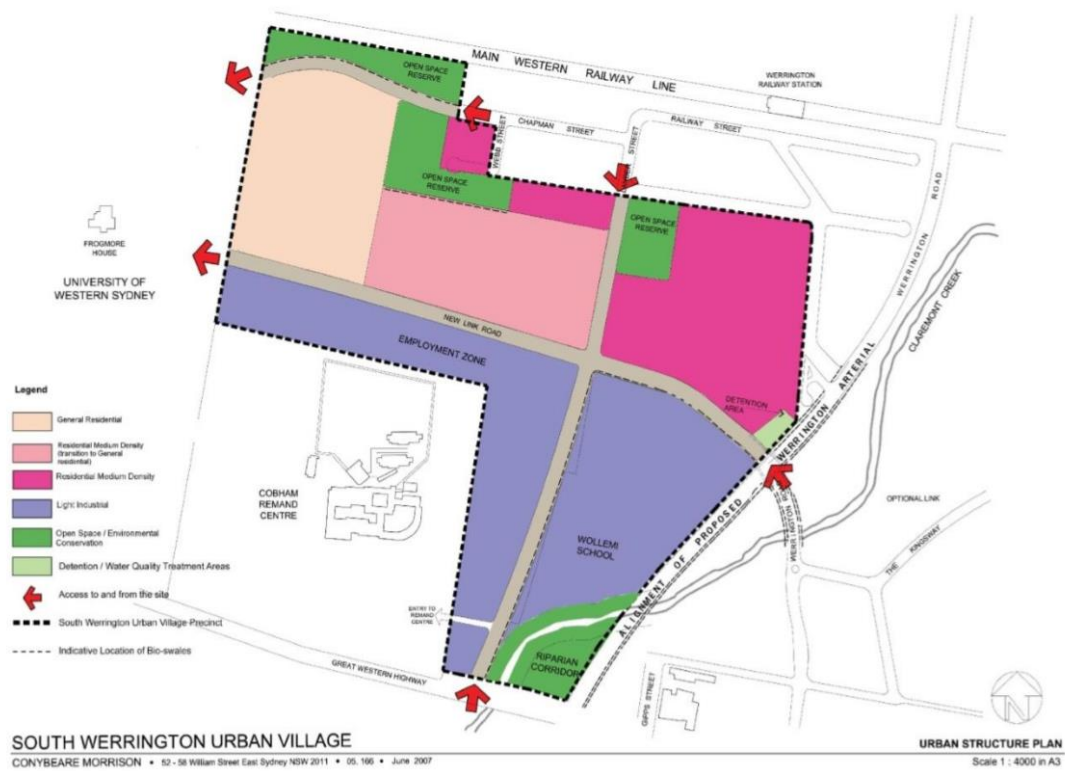 MAIN WESTERN RAILWAY LINE
WERRINGTON
RAILWAY STATION
OPEN SPACE
RESERVE
CHAPMAN STREET
RAILWAY STREET
WEBB STREET
STREET
OPEN SPACE
RESERVE
OPEN SPACE
RESERVE
WERRINGTON ROAD
CLAREMONT CREEK
FROGMORE
HOUSE
UNIVERSITY OF
WESTERN SYDNEY
NEW LINK ROAD
EMPLOYMENT ZONE
DETENTION
AREA
ALIGNMENT OF PROPOSED WERRINGTON ARTERIAL
WERRINGTON
OPTIONAL LINK
THE KINGSWAY
COBHAM
REMAND
CENTRE
WOLLEMI
SCHOOL
ENTRY TO
REMAND
CENTRE
RIPARIAN
CORRIDOR
GREAT WESTERN HIGHWAY
GIPPS STREET
Legend
General Residential
Residential Medium Density
(transition to General
residential)
Residential Medium Density
Light Industrial
Open Space / Environmental
Conservation
Detention / Water Quality Treatment Areas
Access to and from the site
South Werrington Urban Village Precinct
Indicative Location of Bio-swales
N
SOUTH WERRINGTON URBAN VILLAGE
URBAN STRUCTURE PLAN
CONYBEARE MORRISON • 52 - 58 William Street East Sydney NSW 2011 • 05. 166 • June 2007
Scale 1 : 4000 in A3